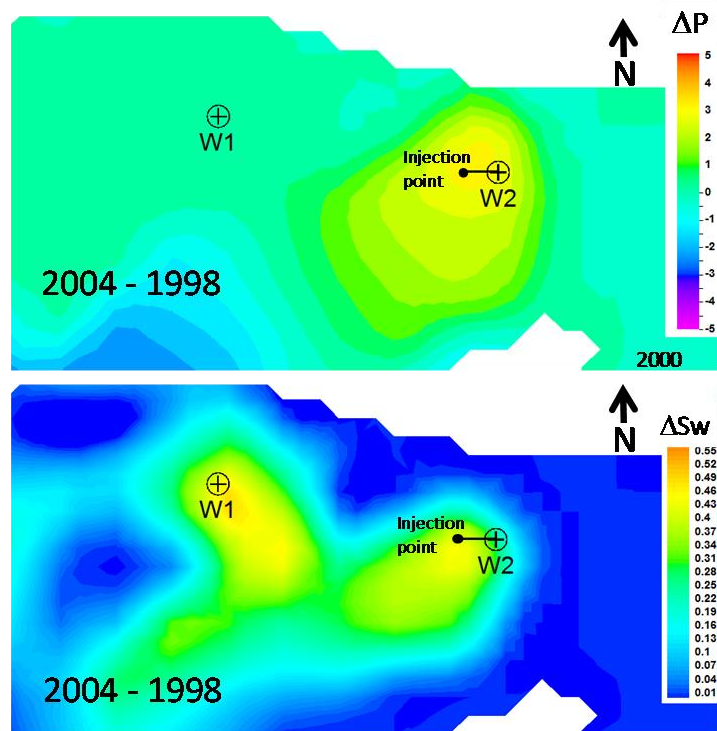 ΔP
N
5
4
3
2
1
0
-1
-2
-3
-4
-5
W1
Injection
point
W2
2004 - 1998
2000
N
ΔSw
0.55
0.52
0.49
0.45
0.43
0.4
0.37
0.34
0.31
0.28
0.25
0.22
0.19
0.16
0.13
0.1
0.07
0.04
0.01
W1
Injection
point
W2
2004 - 1998